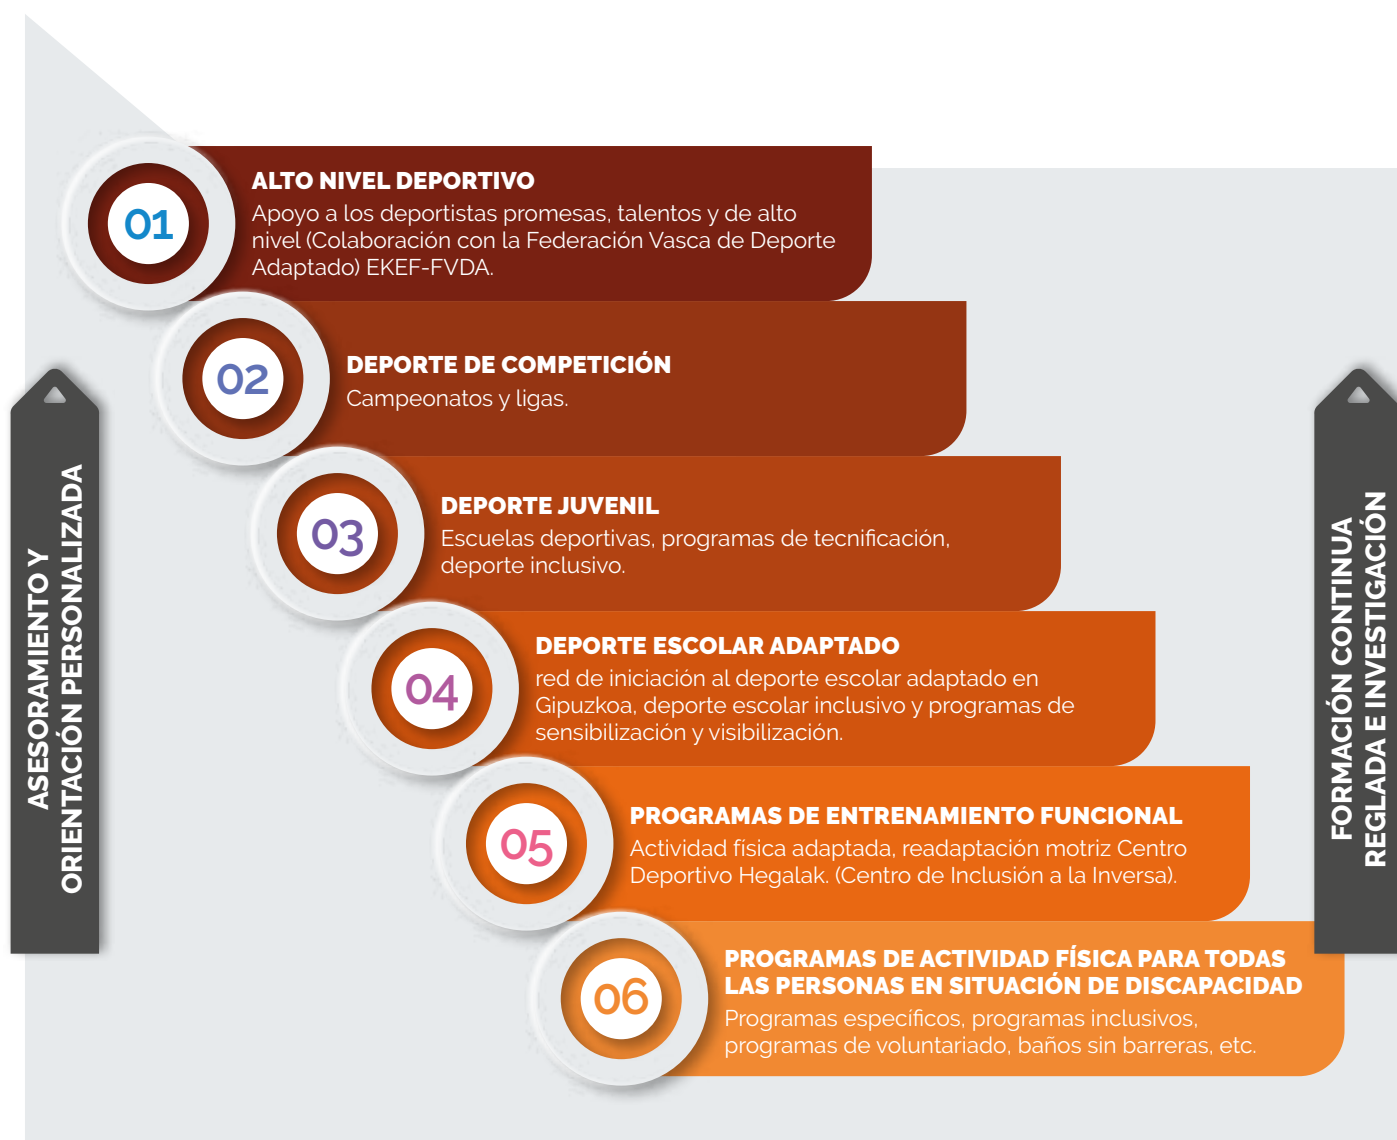 01
ALTO NIVEL DEPORTIVO
Apoyo a los deportistas promesas, talentos y de alto
nivel (Colaboración con la Federación Vasca de Deporte
Adaptado) EKEF-FVDA.
02
DEPORTE DE COMPETICIÓN
Campeonatos y ligas.
03
DEPORTE JUVENIL
Escuelas deportivas, programas de tecnificación,
deporte inclusivo.
04
DEPORTE ESCOLAR ADAPTADO
red de iniciación al deporte escolar adaptado en
Gipuzkoa, deporte escolar inclusivo y programas de
sensibilización y visibilización.
05
PROGRAMAS DE ENTRENAMIENTO FUNCIONAL
Actividad física adaptada, readaptación motriz Centro
Deportivo Hegalak. (Centro de Inclusión a la Inversa).
06
PROGRAMAS DE ACTIVIDAD FÍSICA PARA TODAS
LAS PERSONAS EN SITUACIÓN DE DISCAPACIDAD
Programas específicos, programas inclusivos,
programas de voluntariado, baños sin barreras, etc.
ASESORAMIENTO Y
ORIENTACIÓN PERSONALIZADA
FORMACIÓN CONTINUA
REGLADA E INVESTIGACIÓN